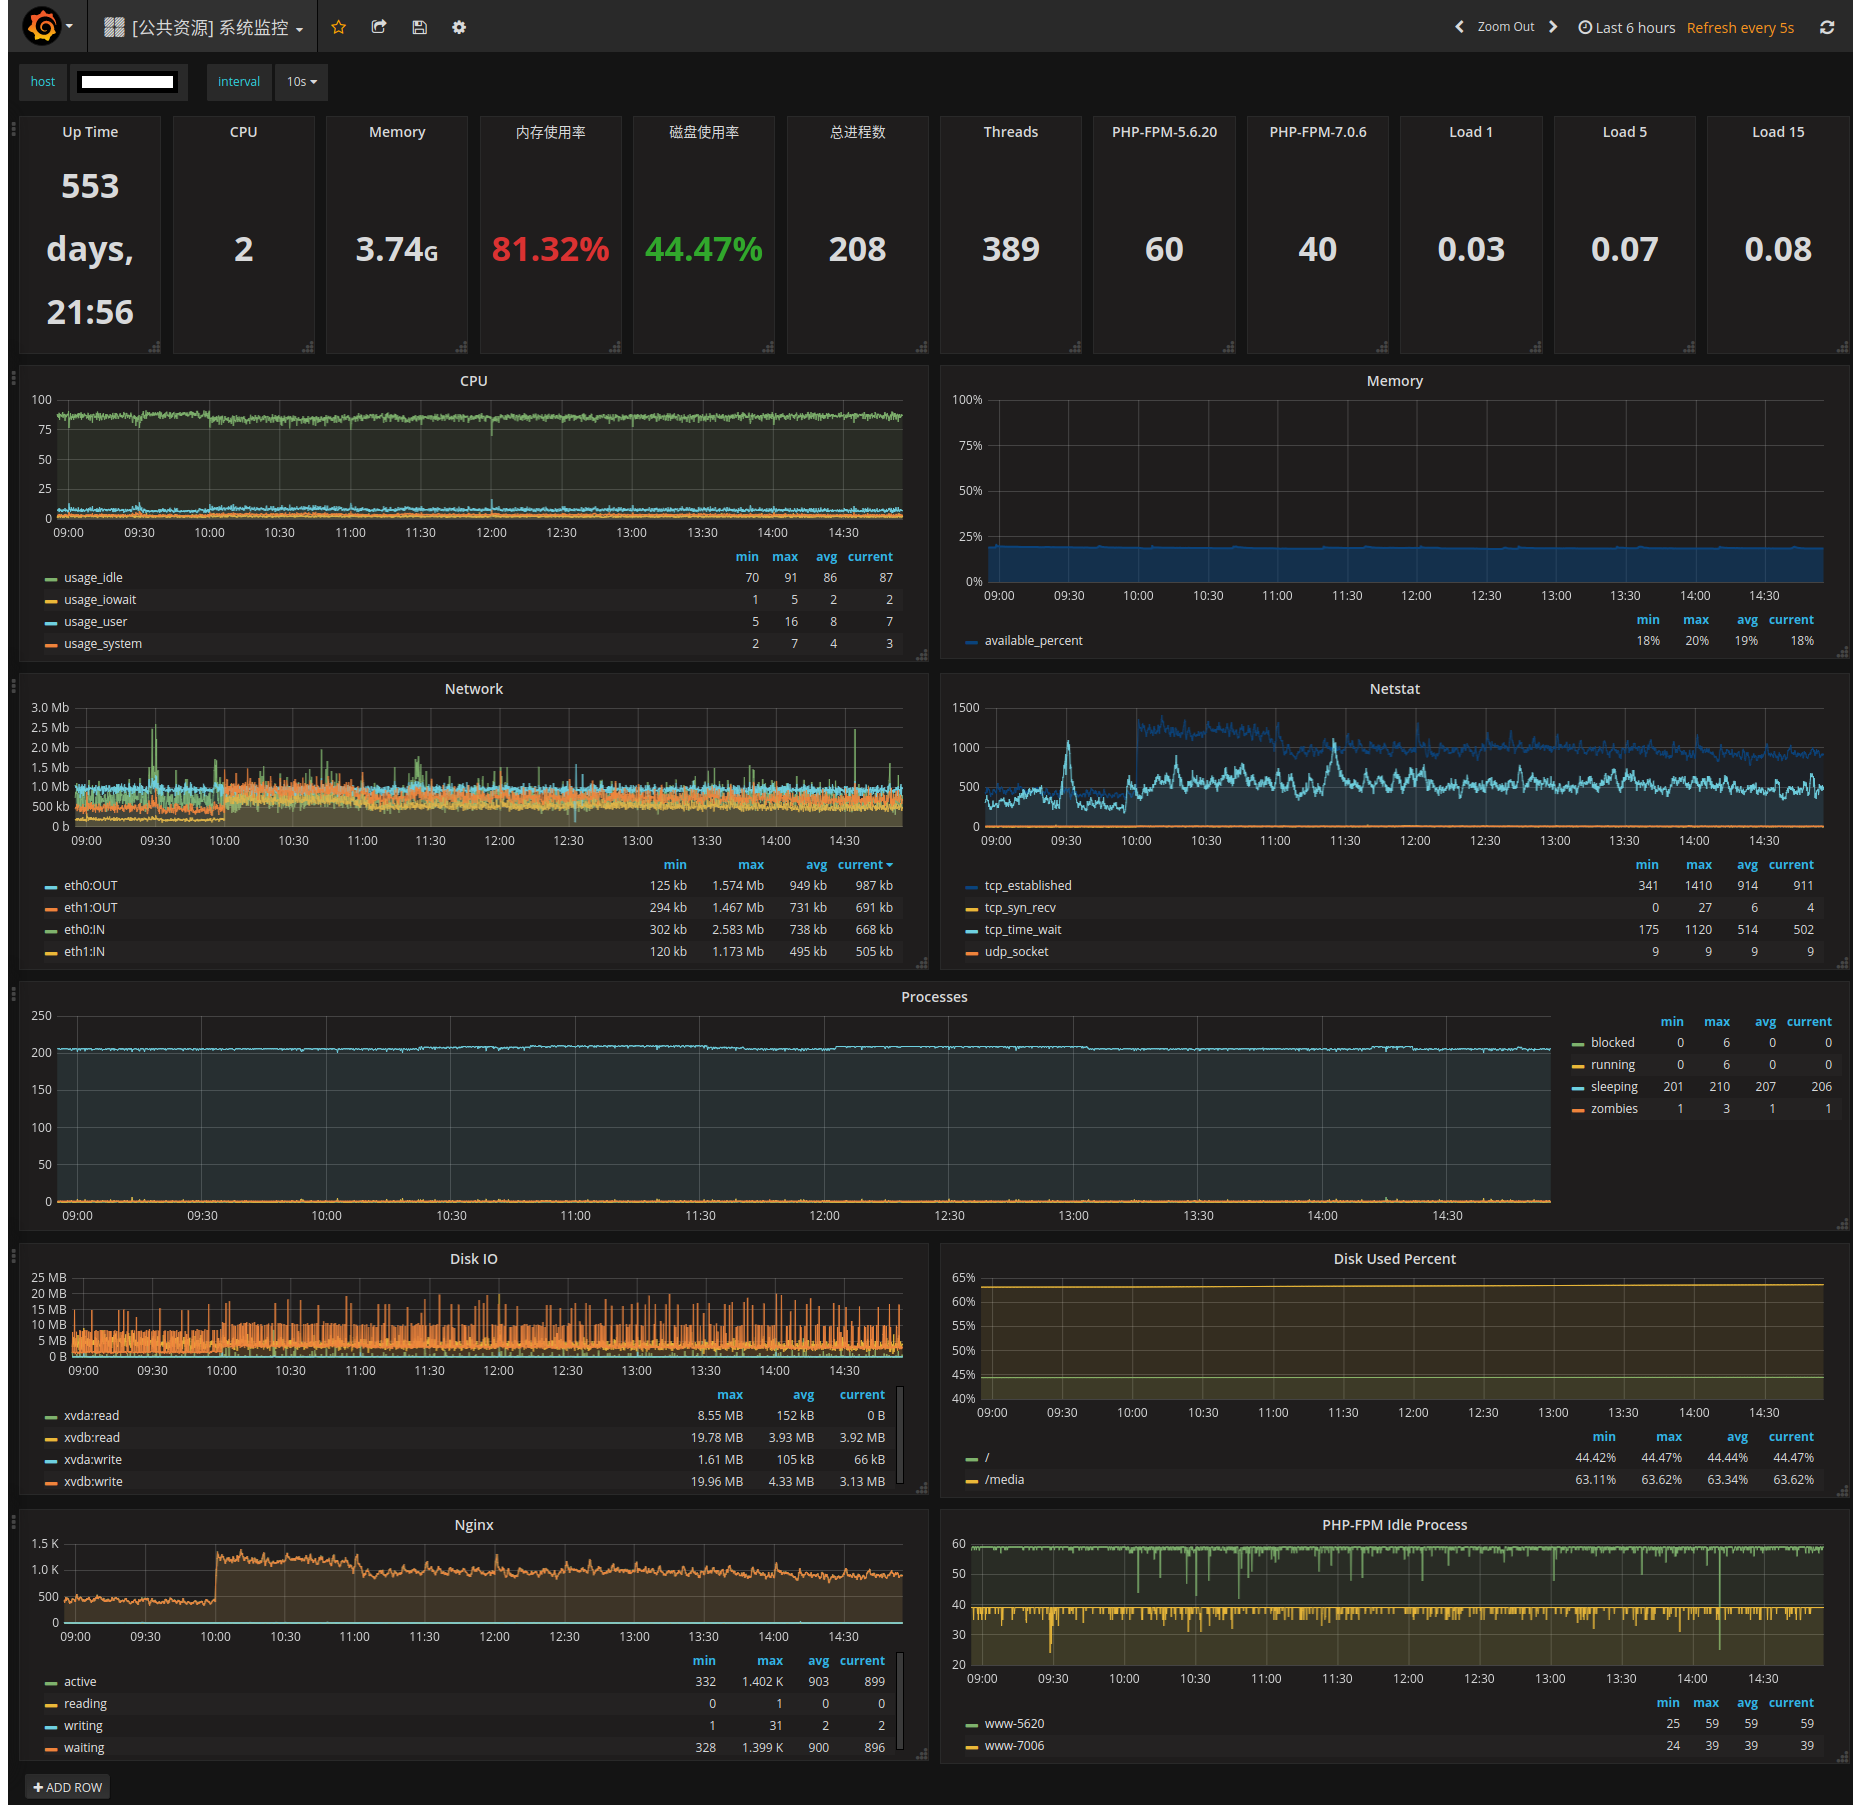 [公共资源] 系统监控
Zoom Out
Last 6 hours Refresh every 5s
host
interval 10s
Up Time
553 days, 21:56
CPU
2
Memory
3.74G
内存使用率
81.32%
磁盘使用率
44.47%
总进程数
208
Threads
389
PHP-FPM-5.6.20
60
PHP-FPM-7.0.6
40
Load 1
0.03
Load 5
0.07
Load 15
0.08
CPU
100
75
50
25
0
09:00 09:30 10:00 10:30 11:00 11:30 12:00 12:30 13:00 13:30 14:00 14:30
min max avg current
usage_idle 70 91 86 87
usage_iowait 1 5 2 2
usage_user 5 16 8 7
usage_system 2 7 4 3
Memory
100%
75%
50%
25%
0%
09:00 09:30 10:00 10:30 11:00 11:30 12:00 12:30 13:00 13:30 14:00 14:30
min max avg current
available_percent 18% 20% 19% 18%
Network
3.0 Mb
2.5 Mb
2.0 Mb
1.5 Mb
1.0 Mb
500 kb
0 b
09:00 09:30 10:00 10:30 11:00 11:30 12:00 12:30 13:00 13:30 14:00 14:30
min max avg current
eth0:OUT 125 kb 1.574 Mb 949 kb 987 kb
eth1:OUT 294 kb 1.467 Mb 731 kb 691 kb
eth0:IN 302 kb 2.583 Mb 738 kb 668 kb
eth1:IN 120 kb 1.173 Mb 495 kb 505 kb
Netstat
1500
1000
500
0
09:00 09:30 10:00 10:30 11:00 11:30 12:00 12:30 13:00 13:30 14:00 14:30
min max avg current
tcp_established 341 1410 914 911
tcp_syn_recv 0 27 6 4
tcp_time_wait 175 1120 514 502
udp_socket 9 9 9 9
Processes
250
200
150
100
50
0
09:00 09:30 10:00 10:30 11:00 11:30 12:00 12:30 13:00 13:30 14:00 14:30
min max avg current
blocked 0 6 0 0
running 0 6 0 0
sleeping 201 210 207 206
zombies 1 3 1 1
Disk IO
25 MB
20 MB
15 MB
10 MB
5 MB
0 B
09:00 09:30 10:00 10:30 11:00 11:30 12:00 12:30 13:00 13:30 14:00 14:30
max avg current
xvda:read 8.55 MB 152 kB 0 B
xvdb:read 19.78 MB 3.93 MB 3.92 MB
xvda:write 1.61 MB 105 kB 66 kB
xvdb:write 19.96 MB 4.33 MB 3.13 MB
Disk Used Percent
65%
60%
55%
50%
45%
40%
09:00 09:30 10:00 10:30 11:00 11:30 12:00 12:30 13:00 13:30 14:00 14:30
min max avg current
/ 44.42% 44.47% 44.44% 44.47%
/media 63.11% 63.62% 63.34% 63.62%
Nginx
1.5 K
1.0 K
500
0
09:00 09:30 10:00 10:30 11:00 11:30 12:00 12:30 13:00 13:30 14:00 14:30
min max avg current
active 332 1.402 K 903 899
reading 0 1 0 0
writing 1 31 2 2
waiting 328 1.399 K 900 896
PHP-FPM Idle Process
60
50
40
30
20
09:00 09:30 10:00 10:30 11:00 11:30 12:00 12:30 13:00 13:30 14:00 14:30
min max avg current
www-5620 25 59 59 59
www-7006 24 39 39 39
ADD ROW